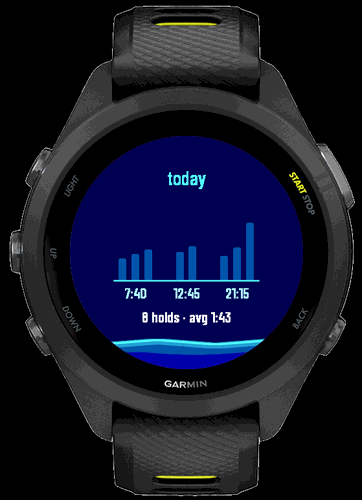 today
LIGHT
START STOP
UP
7:40 12:45 21:15
8 holds · avg 1:43
DOWN
BACK
GARMIN